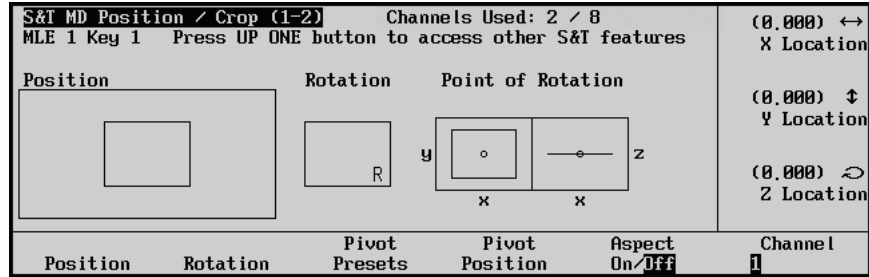 S&T MD Position / Crop (1-2) Channels Used: 2 / 8
MLE 1 Key 1 Press UP ONE button to access other S&T features
(0.000) ↔
X Location
Position Rotation Point of Rotation
(0.000) ↕
Y Location
y z
R
(0.000)
Z Location
x x
Position Rotation Pivot Presets Pivot Position Aspect On/Off Channel 1